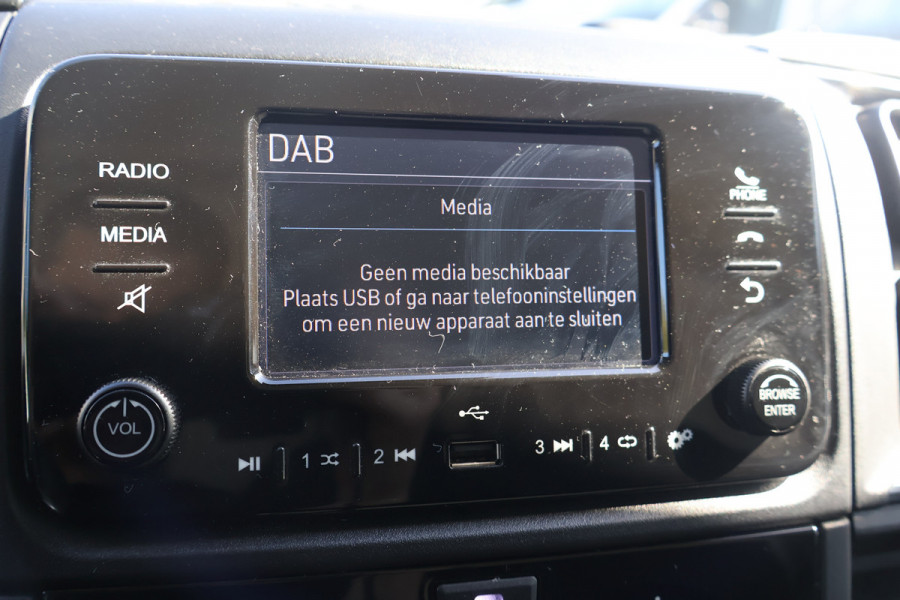 DAB
Media
Geen media beschikbaar
Plaats USB of ga naar telefooninstellingen
om een nieuw apparaat aan te sluiten
RADIO
MEDIA
PHONE
VOL
BROWSE
ENTER
1
2
3
4